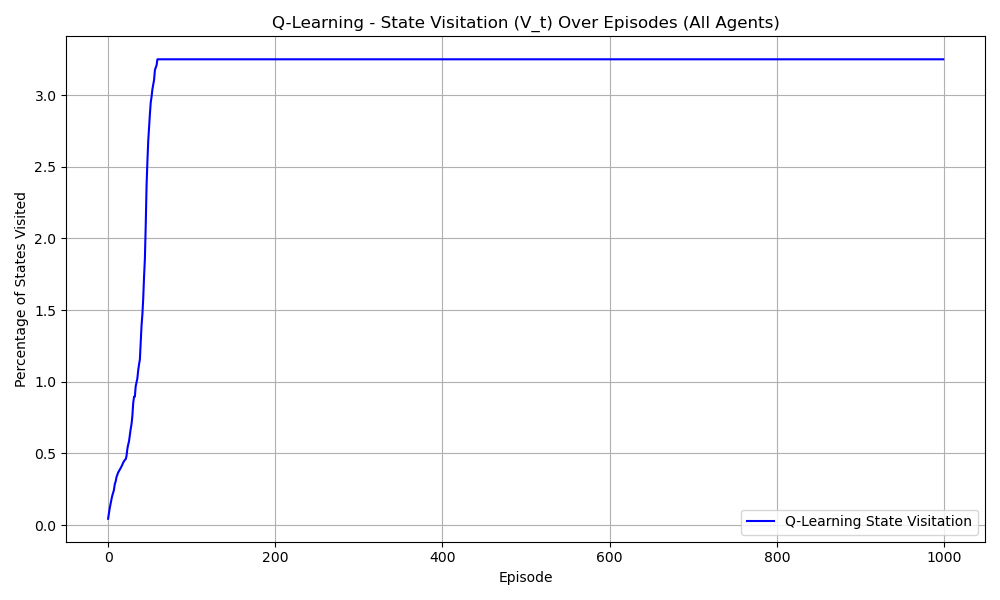 Q-Learning - State Visitation (V_t) Over Episodes (All Agents)
Percentage of States Visited
3.0
2.5
2.0
1.5
1.0
0.5
0.0
Q-Learning State Visitation
0 200 400 600 800 1000
Episode